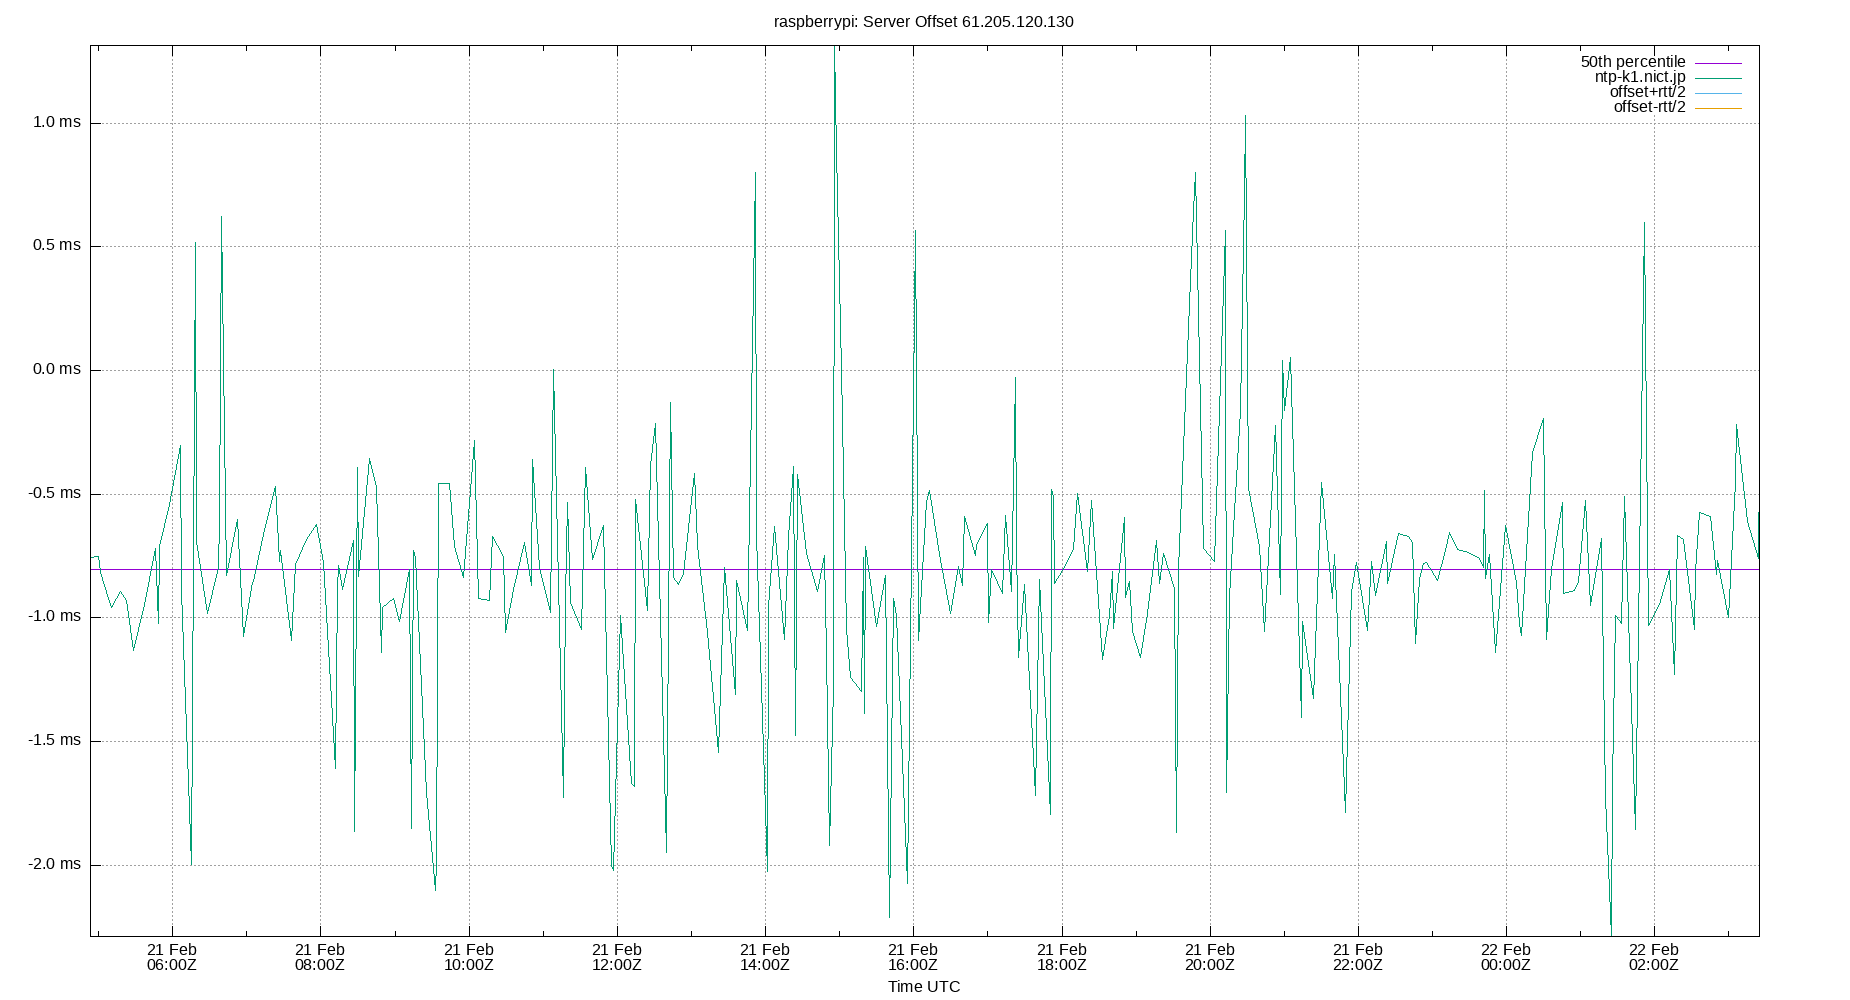 raspberrypi: Server Offset 61.205.120.130
50th percentile
ntp-k1.nict.jp
offset+rtt/2
offset-rtt/2
1.0 ms
0.5 ms
0.0 ms
-0.5 ms
-1.0 ms
-1.5 ms
-2.0 ms
21 Feb 21 Feb 21 Feb 21 Feb 21 Feb 21 Feb 21 Feb 21 Feb 21 Feb 22 Feb 22 Feb
06:00Z 08:00Z 10:00Z 12:00Z 14:00Z 16:00Z 18:00Z 20:00Z 22:00Z 00:00Z 02:00Z
Time UTC